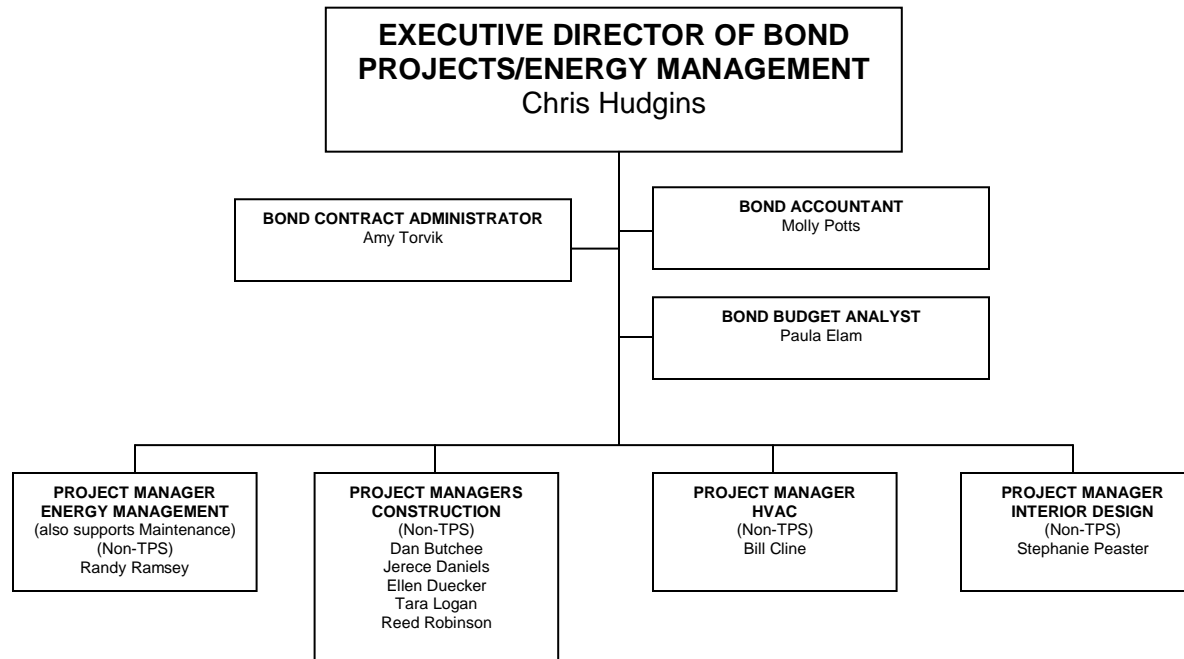 EXECUTIVE DIRECTOR OF BOND
PROJECTS/ENERGY MANAGEMENT
Chris Hudgins
BOND CONTRACT ADMINISTRATOR
Amy Torvik
BOND ACCOUNTANT
Molly Potts
BOND BUDGET ANALYST
Paula Elam
PROJECT MANAGER
ENERGY MANAGEMENT
(also supports Maintenance)
(Non-TPS)
Randy Ramsey
PROJECT MANAGERS
CONSTRUCTION
(Non-TPS)
Dan Butchee
Jerece Daniels
Ellen Duecker
Tara Logan
Reed Robinson
PROJECT MANAGER
HVAC
(Non-TPS)
Bill Cline
PROJECT MANAGER
INTERIOR DESIGN
(Non-TPS)
Stephanie Peaster